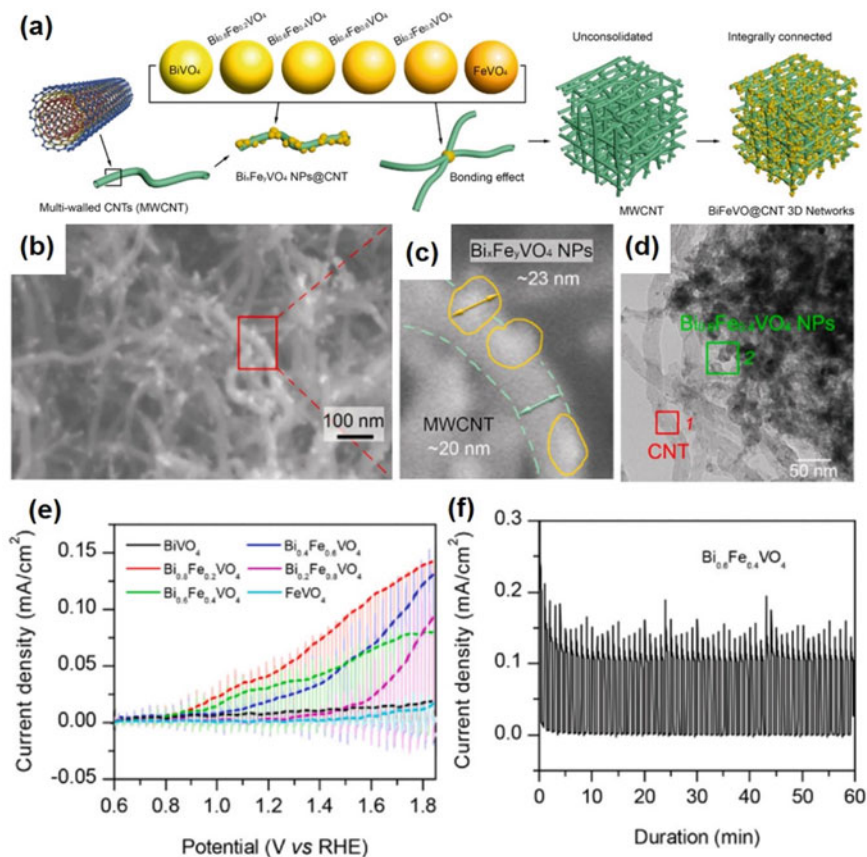 (a)
Bi₀.₈Fe₀.₂VO₄
Bi₀.₆Fe₀.₄VO₄
Bi₀.₄Fe₀.₆VO₄
Bi₀.₂Fe₀.₈VO₄
BiVO₄
FeVO₄
Unconsolidated
Integrally connected
Multi-walled CNTs (MWCNT)
BiₓFeᵧVO₄ NPs@CNT
Bonding effect
MWCNT
BiFeVO@CNT 3D Networks
(b)
100 nm
(c)
BiₓFeᵧVO₄ NPs
~23 nm
MWCNT
~20 nm
(d)
2
1
CNT
50 nm
(e)
Current density (mA/cm²)
0.15
0.10
0.05
0.00
-0.05
BiVO₄
Bi₀.₈Fe₀.₂VO₄
Bi₀.₆Fe₀.₄VO₄
Bi₀.₄Fe₀.₆VO₄
Bi₀.₂Fe₀.₈VO₄
FeVO₄
0.6 0.8 1.0 1.2 1.4 1.6 1.8
Potential (V vs RHE)
(f)
Current density (mA/cm²)
0.3
0.2
0.1
0.0
Bi₀.₆Fe₀.₄VO₄
0 10 20 30 40 50 60
Duration (min)